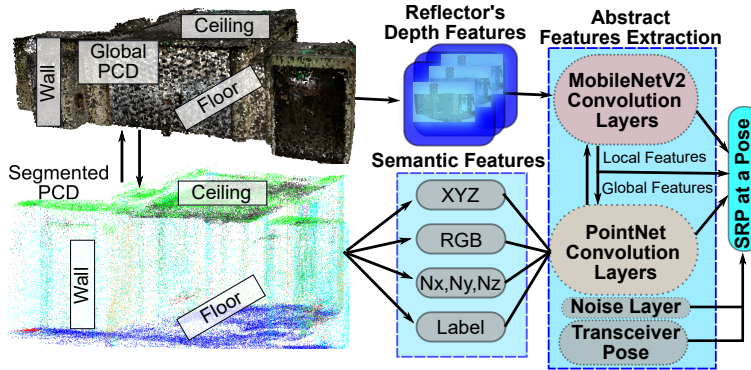 Ceiling
Global
PCD
Wall
Floor
Segmented
PCD
Ceiling
Wall
Floor
Reflector's
Depth Features
Semantic Features
XYZ
RGB
Nx,Ny,Nz
Label
Abstract
Features Extraction
MobileNetV2
Convolution
Layers
Local Features
Global Features
PointNet
Convolution
Layers
Noise Layer
Transceiver
Pose
SRP at a Pose